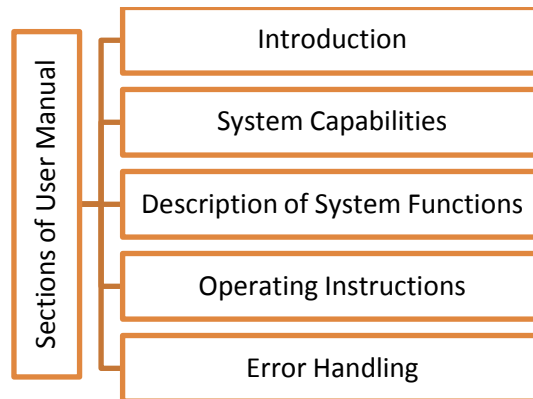 Sections of User Manual
Introduction
System Capabilities
Description of System Functions
Operating Instructions
Error Handling